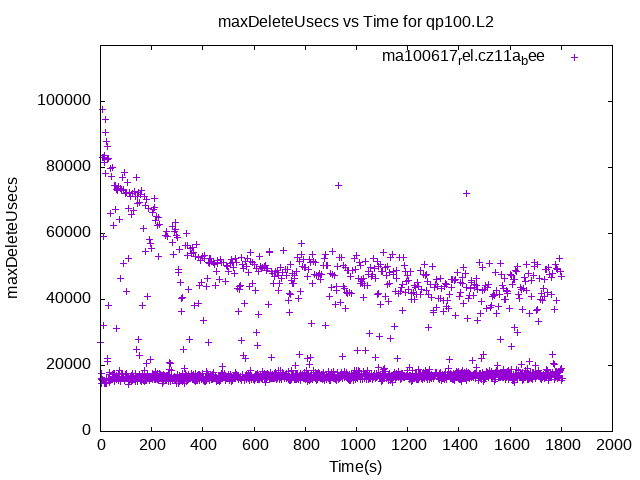 maxDeleteUsecs vs Time for qp100.L2
ma100617rel.cz11abee
100000
80000
60000
40000
20000
0
maxDeleteUsecs
0 200 400 600 800 1000 1200 1400 1600 1800 2000
Time(s)